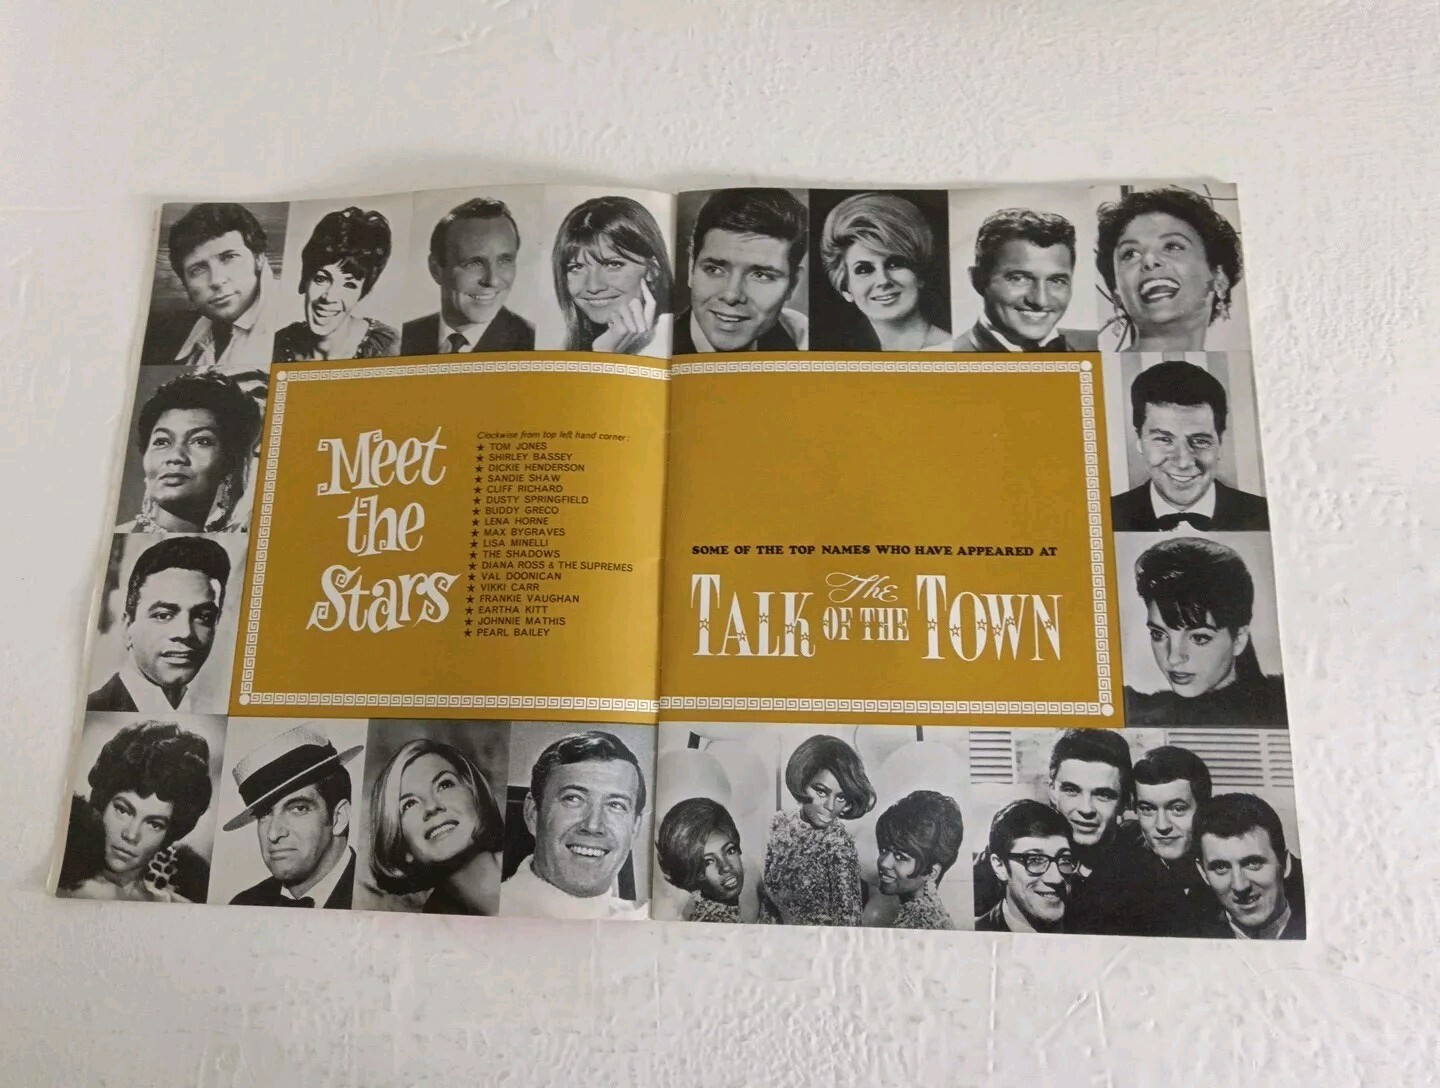 Meet
the
Stars
Clockwise from top left hand corner:
★ TOM JONES
★ SHIRLEY BASSEY
★ DICKIE HENDERSON
★ SANDIE SHAW
★ CLIFF RICHARD
★ DUSTY SPRINGFIELD
★ BUDDY GRECO
★ LENA HORNE
★ MAX BYGRAVES
★ LISA MINELLI
★ THE SHADOWS
★ DIANA ROSS & THE SUPREMES
★ VAL DOONICAN
★ VIKKI CARR
★ FRANKIE VAUGHAN
★ EARTHA KITT
★ JOHNNIE MATHIS
★ PEARL BAILEY
SOME OF THE TOP NAMES WHO HAVE APPEARED AT
The
TALK OF THE TOWN